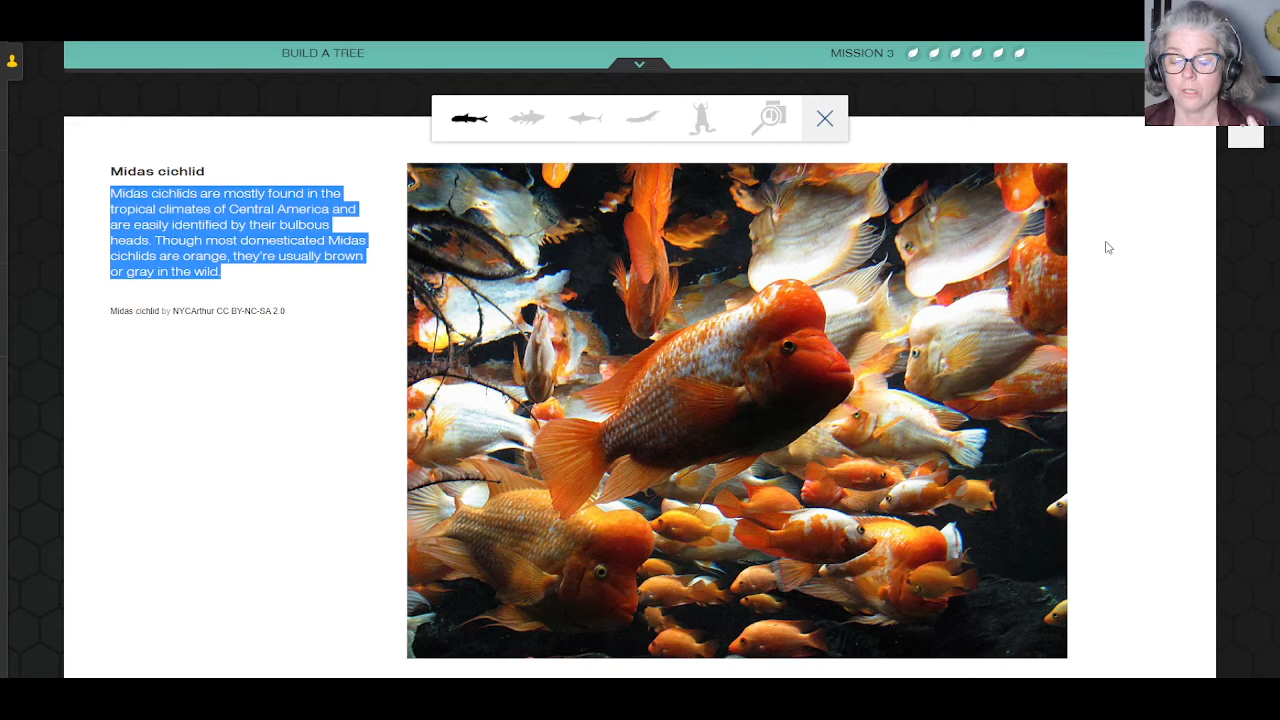 BUILD A TREE
MISSION 3
Midas cichlid
Midas cichlids are mostly found in the
tropical climates of Central America and
are easily identified by their bulbous
heads. Though most domesticated Midas
cichlids are orange, they're usually brown
or gray in the wild.
Midas cichlid by NYCArthur CC BY-NC-SA 2.0